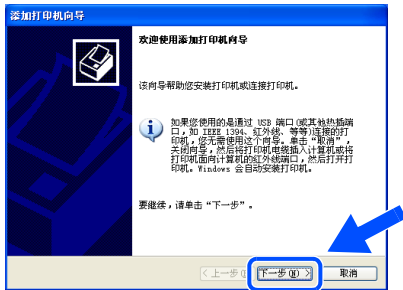 添加打印机向导
欢迎使用添加打印机向导
该向导帮助您安装打印机或连接打印机。
如果您使用的是通过 USB 端口(或其他热插端
口,如 IEEE 1394、红外线、等等)连接的打
印机,您无需使用这个向导。单击“取消”,
关闭向导,然后将打印机电缆插入计算机或将
打印机面向计算机的红外线端口,然后打开打
印机。Windows 会自动安装打印机。
要继续,请单击“下一步”。
<上一步(B) 下一步(N) > 取消